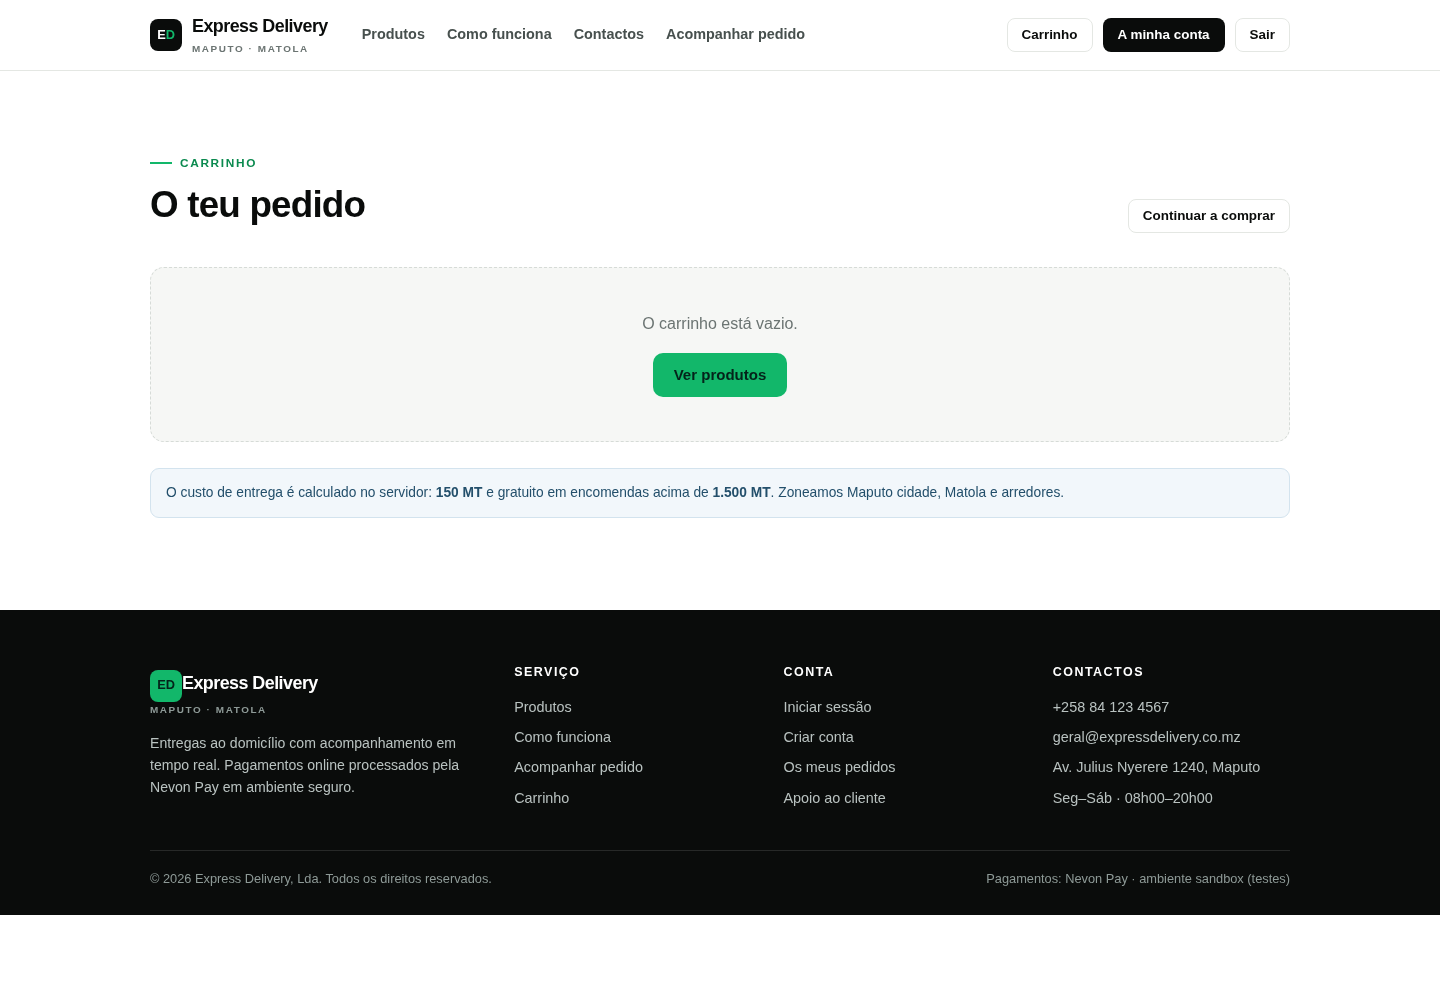 ED
Express Delivery
MAPUTO · MATOLA
Produtos
Como funciona
Contactos
Acompanhar pedido
Carrinho
A minha conta
Sair
CARRINHO
O teu pedido
Continuar a comprar
O carrinho está vazio.
Ver produtos
O custo de entrega é calculado no servidor: 150 MT e gratuito em encomendas acima de 1.500 MT. Zoneamos Maputo cidade, Matola e arredores.
ED Express Delivery
MAPUTO · MATOLA
Entregas ao domicílio com acompanhamento em
tempo real. Pagamentos online processados pela
Nevon Pay em ambiente seguro.
SERVIÇO
Produtos
Como funciona
Acompanhar pedido
Carrinho
CONTA
Iniciar sessão
Criar conta
Os meus pedidos
Apoio ao cliente
CONTACTOS
+258 84 123 4567
geral@expressdelivery.co.mz
Av. Julius Nyerere 1240, Maputo
Seg–Sáb · 08h00–20h00
© 2026 Express Delivery, Lda. Todos os direitos reservados.
Pagamentos: Nevon Pay · ambiente sandbox (testes)